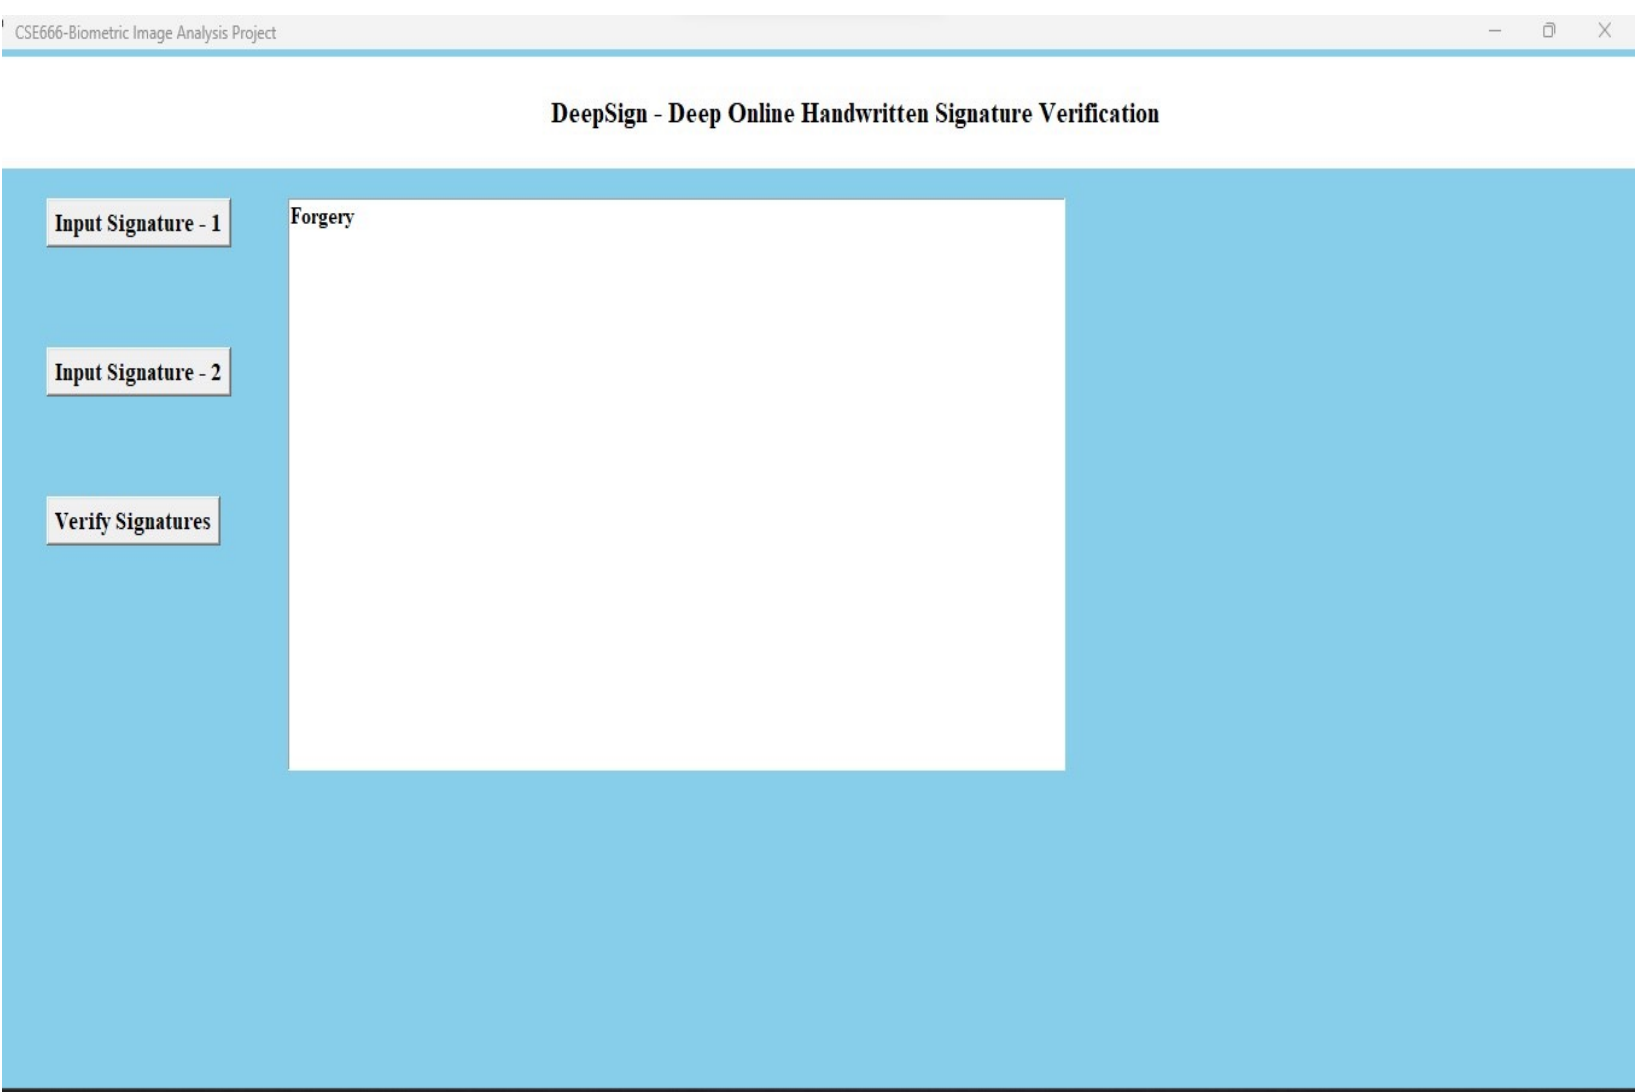 CSE666-Biometric Image Analysis Project
DeepSign - Deep Online Handwritten Signature Verification
Input Signature - 1
Forgery
Input Signature - 2
Verify Signatures